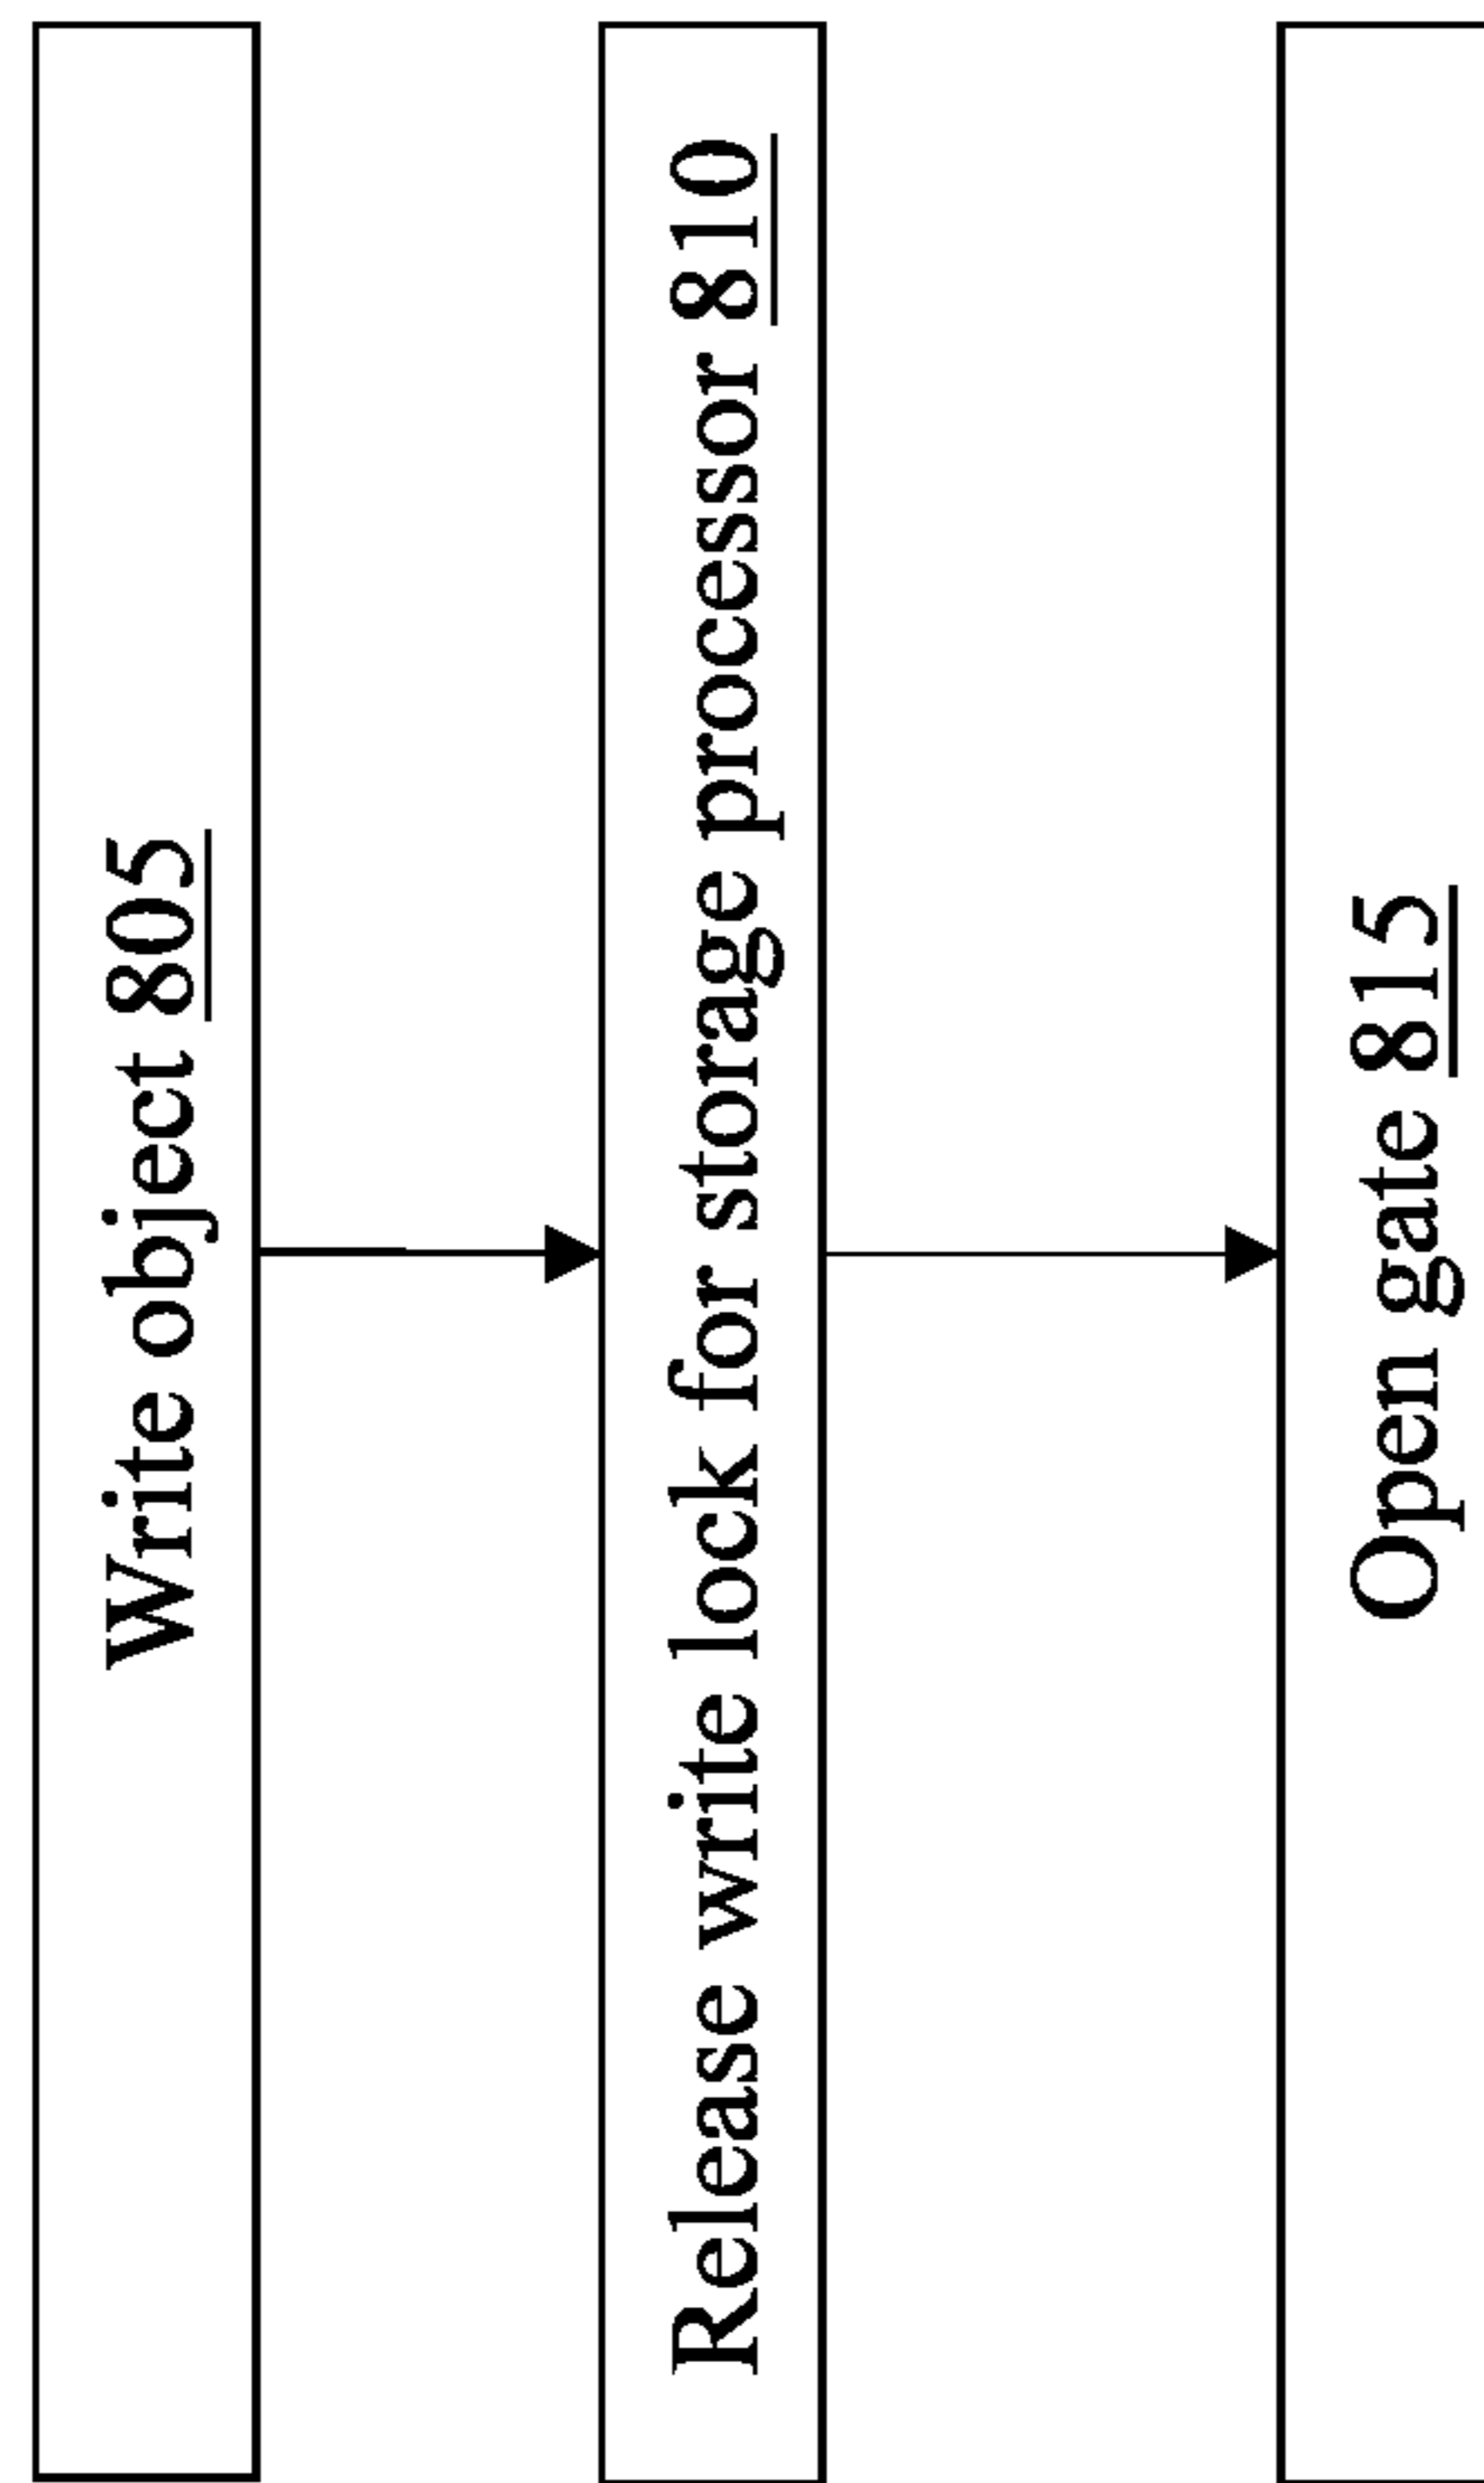 Write object 805
Release write lock for storage processor 810
Open gate 815